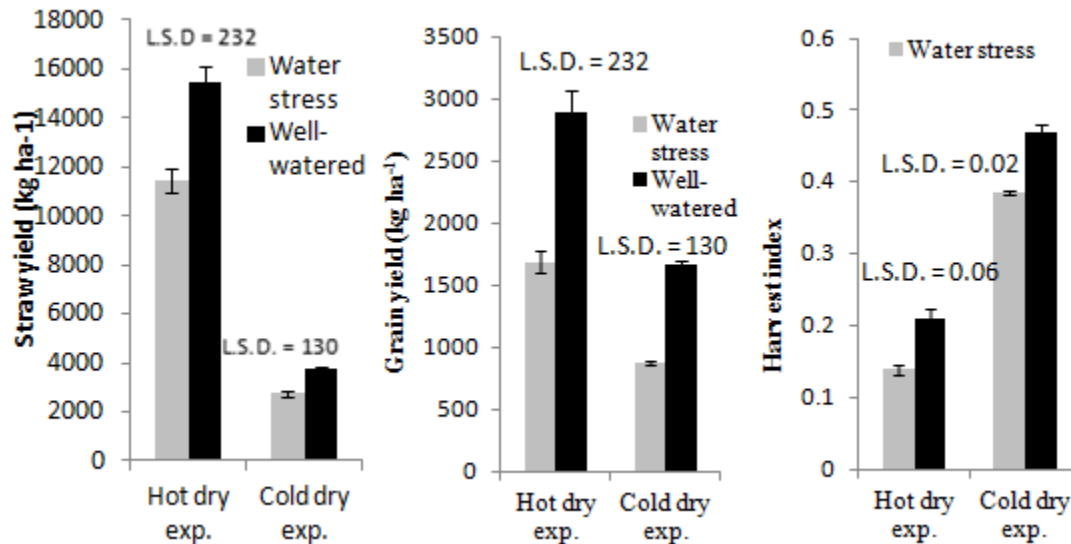 Straw yield (kg ha-1)
18000
16000
14000
12000
10000
8000
6000
4000
2000
0
L.S.D = 232
Water
stress
Well-
watered
L.S.D. = 130
Hot dry
exp.
Cold dry
exp.
Grain yield (kg ha⁻¹)
3500
3000
2500
2000
1500
1000
500
0
L.S.D. = 232
Water
stress
Well-
watered
L.S.D. = 130
Hot dry
exp.
Cold dry
exp.
Harvest index
0.6
0.5
0.4
0.3
0.2
0.1
0
Water stress
L.S.D. = 0.02
L.S.D. = 0.06
Hot dry
exp.
Cold dry
exp.